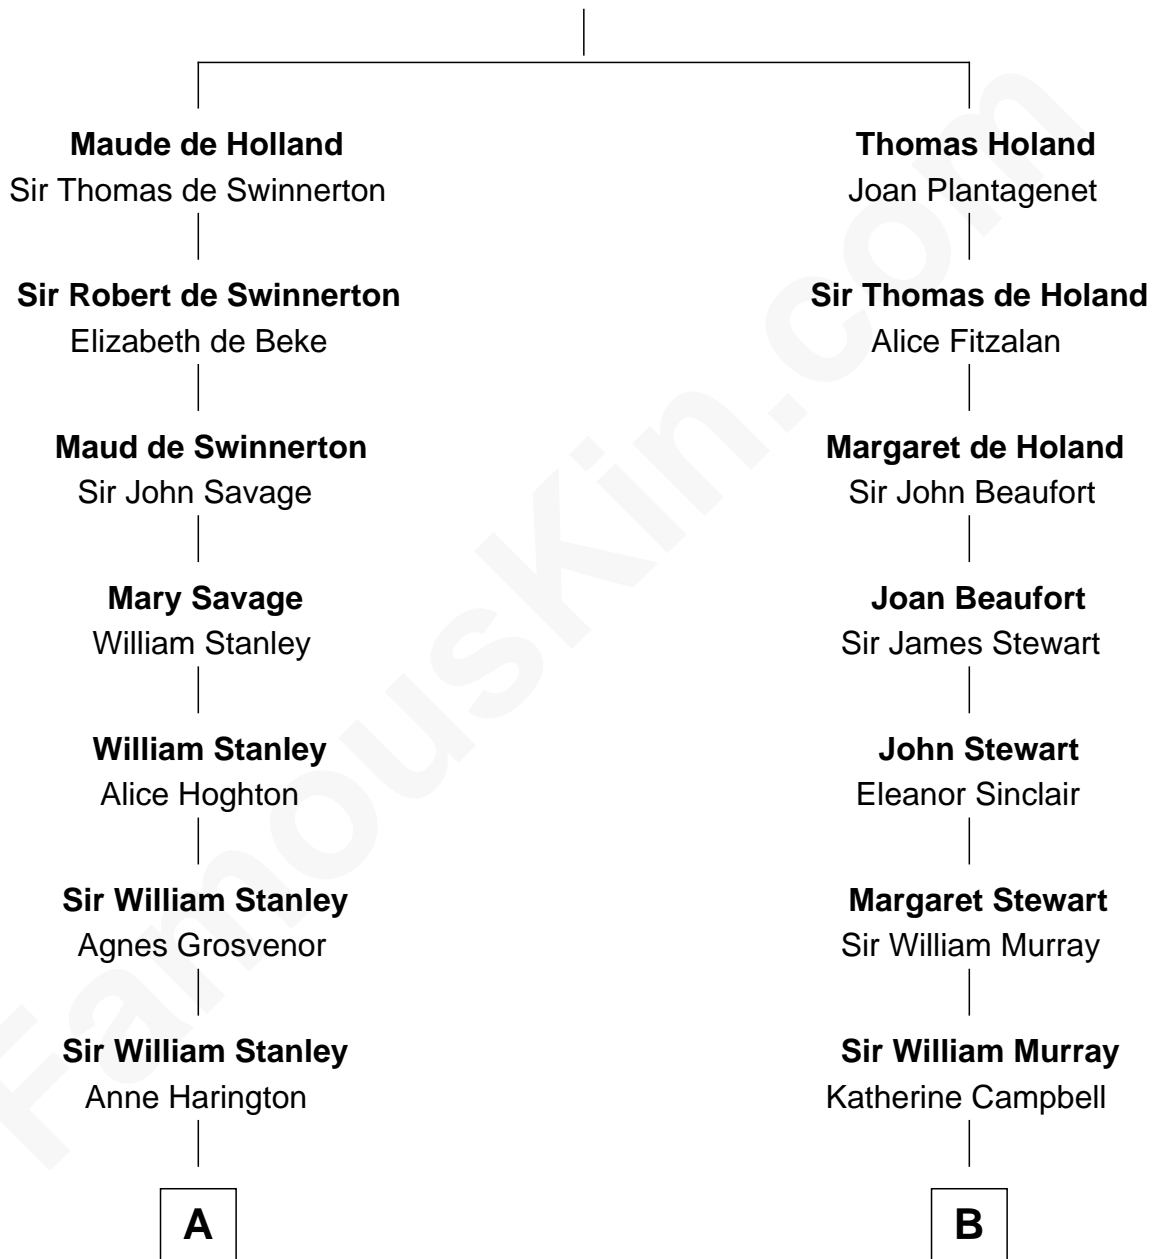 Maude de Holland
Sir Thomas de Swinnerton
Thomas Holand
Joan Plantagenet
Sir Robert de Swinnerton
Elizabeth de Beke
Sir Thomas de Holand
Alice Fitzalan
Maud de Swinnerton
Sir John Savage
Margaret de Holand
Sir John Beaufort
Mary Savage
William Stanley
Joan Beaufort
Sir James Stewart
William Stanley
Alice Hoghton
John Stewart
Eleanor Sinclair
Sir William Stanley
Agnes Grosvenor
Margaret Stewart
Sir William Murray
Sir William Stanley
Anne Harington
Sir William Murray
Katherine Campbell
A
B
FamousKin.com